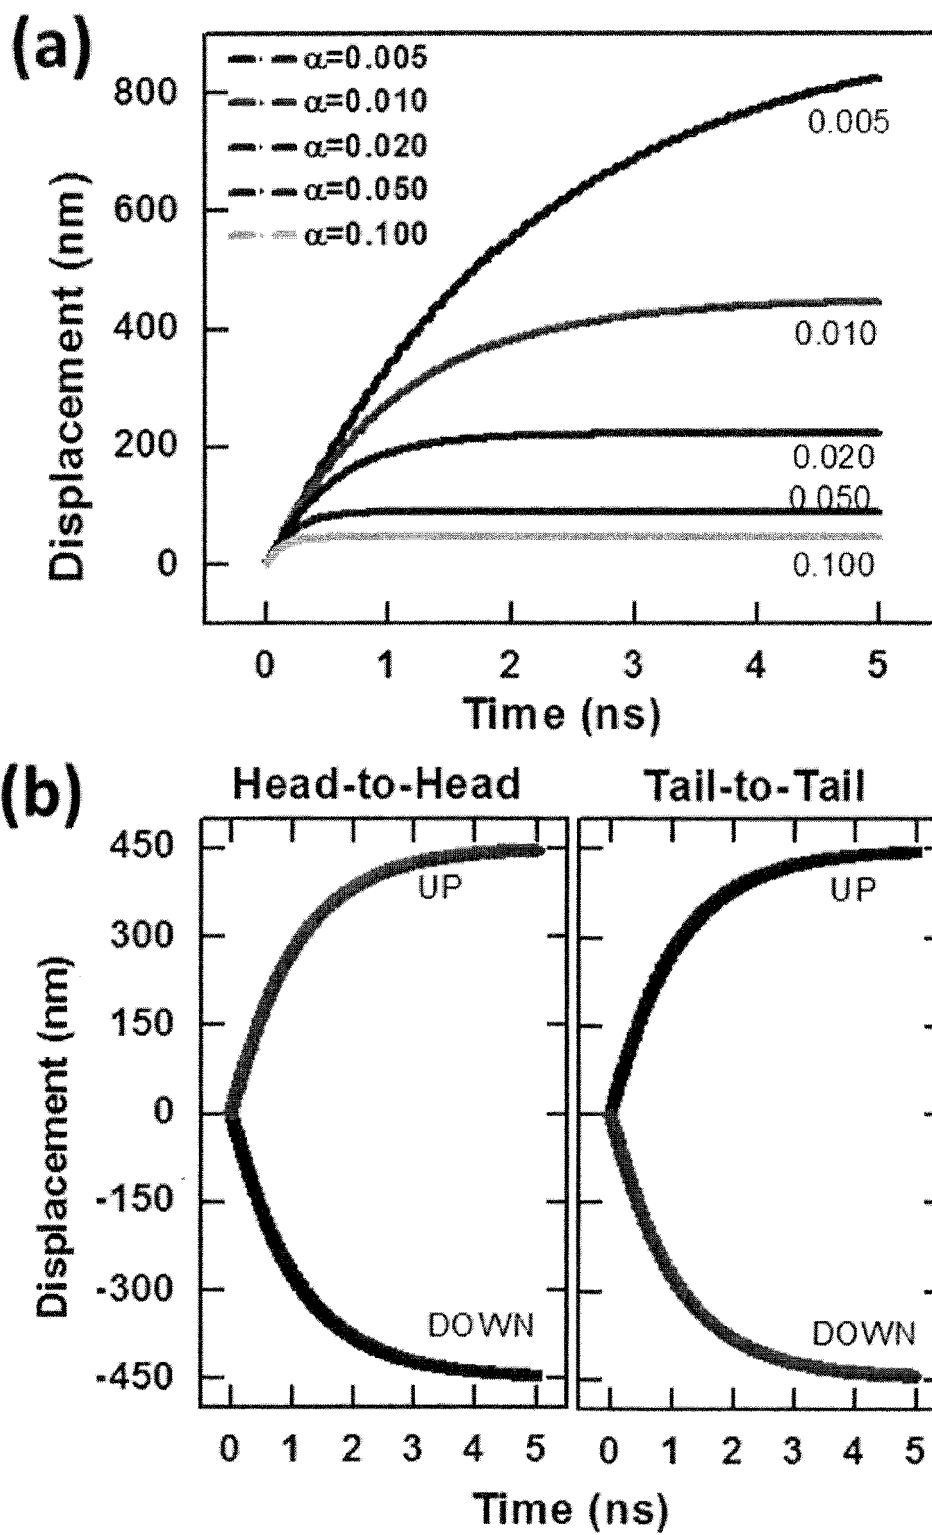 (a)
α=0.005
α=0.010
α=0.020
α=0.050
α=0.100
800
600
400
200
0
Displacement (nm)
0.005
0.010
0.020
0.050
0.100
0 1 2 3 4 5
Time (ns)
(b)
Head-to-Head Tail-to-Tail
450
300
150
0
-150
-300
-450
Displacement (nm)
UP UP
DOWN DOWN
0 1 2 3 4 5 0 1 2 3 4 5
Time (ns)